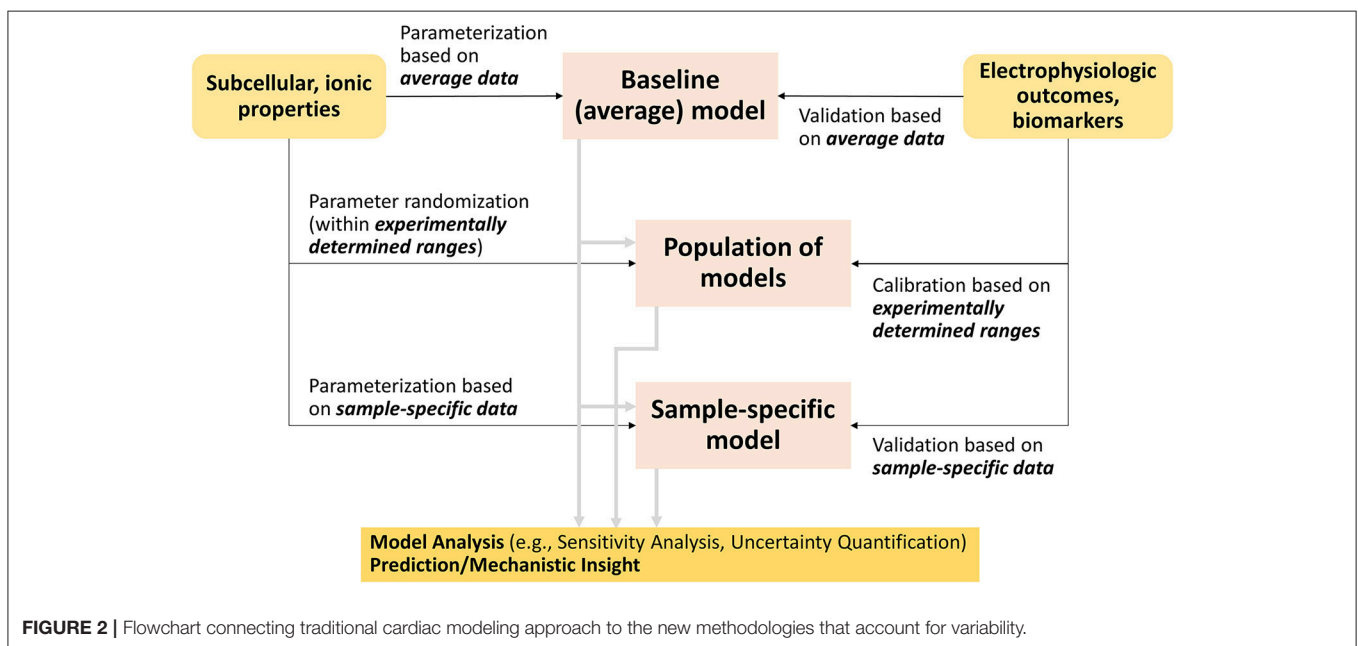 Parameterization
based on
average data
Subcellular, ionic
properties
Baseline
(average) model
Electrophysiologic
outcomes,
biomarkers
Validation based
on average data
Parameter randomization
(within experimentally
determined ranges)
Population of
models
Calibration based on
experimentally
determined ranges
Parameterization based
on sample-specific data
Sample-specific
model
Validation based on
sample-specific data
Model Analysis (e.g., Sensitivity Analysis, Uncertainty Quantification)
Prediction/Mechanistic Insight
FIGURE 2 | Flowchart connecting traditional cardiac modeling approach to the new methodologies that account for variability.